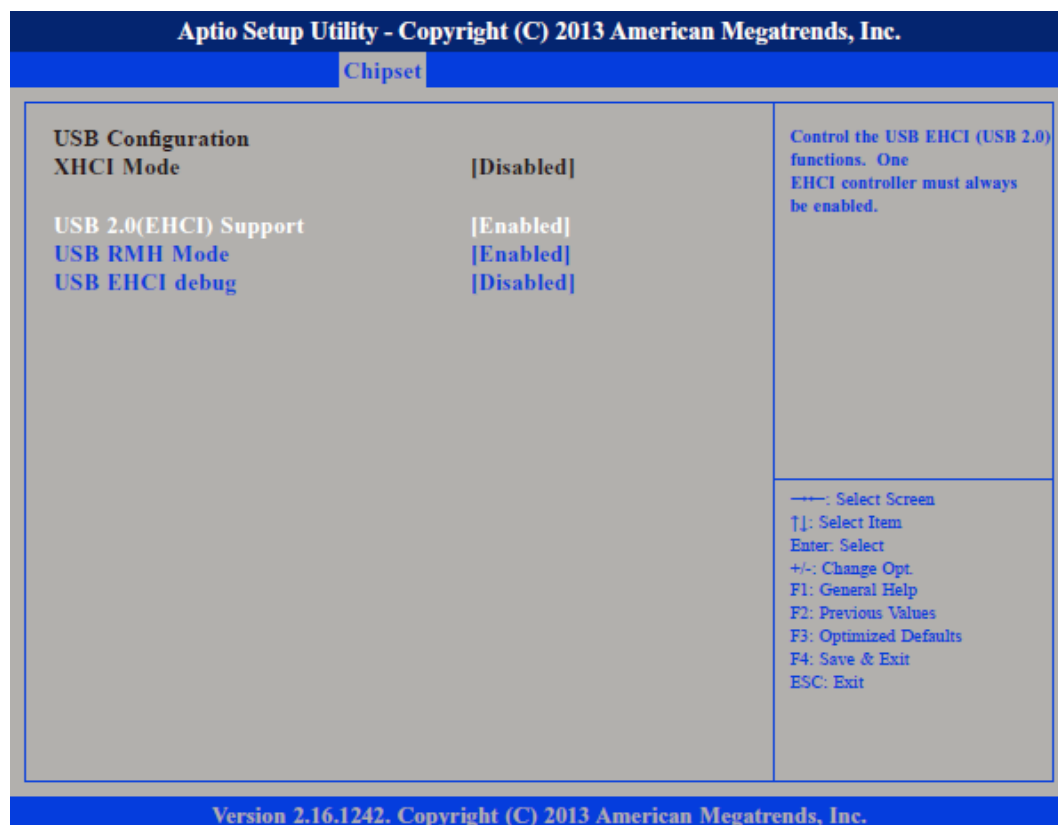 Aptio Setup Utility - Copyright (C) 2013 American Megatrends, Inc.
Chipset
USB Configuration
XHCI Mode [Disabled]
USB 2.0(EHCI) Support [Enabled]
USB RMH Mode [Enabled]
USB EHCI debug [Disabled]
Control the USB EHCI (USB 2.0)
functions. One
EHCI controller must always
be enabled.
→←: Select Screen
↑↓: Select Item
Enter: Select
+/-: Change Opt.
F1: General Help
F2: Previous Values
F3: Optimized Defaults
F4: Save & Exit
ESC: Exit
Version 2.16.1242. Copyright (C) 2013 American Megatrends, Inc.